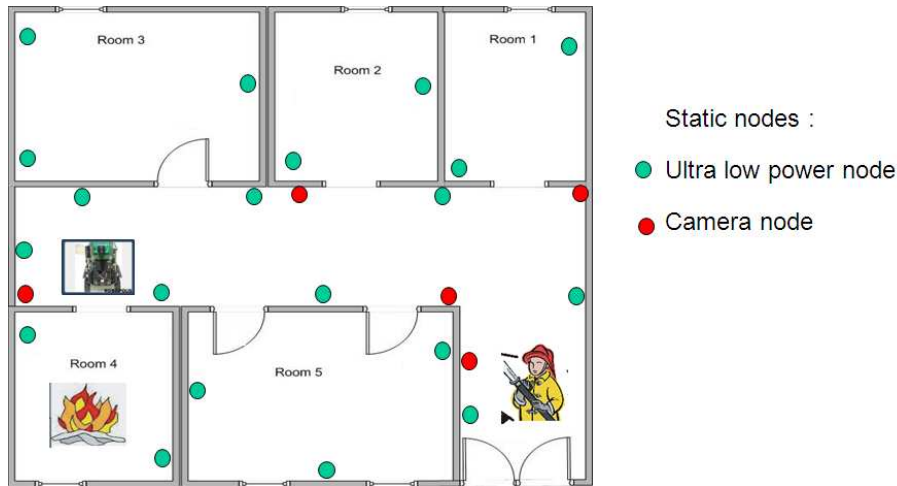 Room 3
Room 2
Room 1
Static nodes :
Ultra low power node
Camera node
Room 4
Room 5